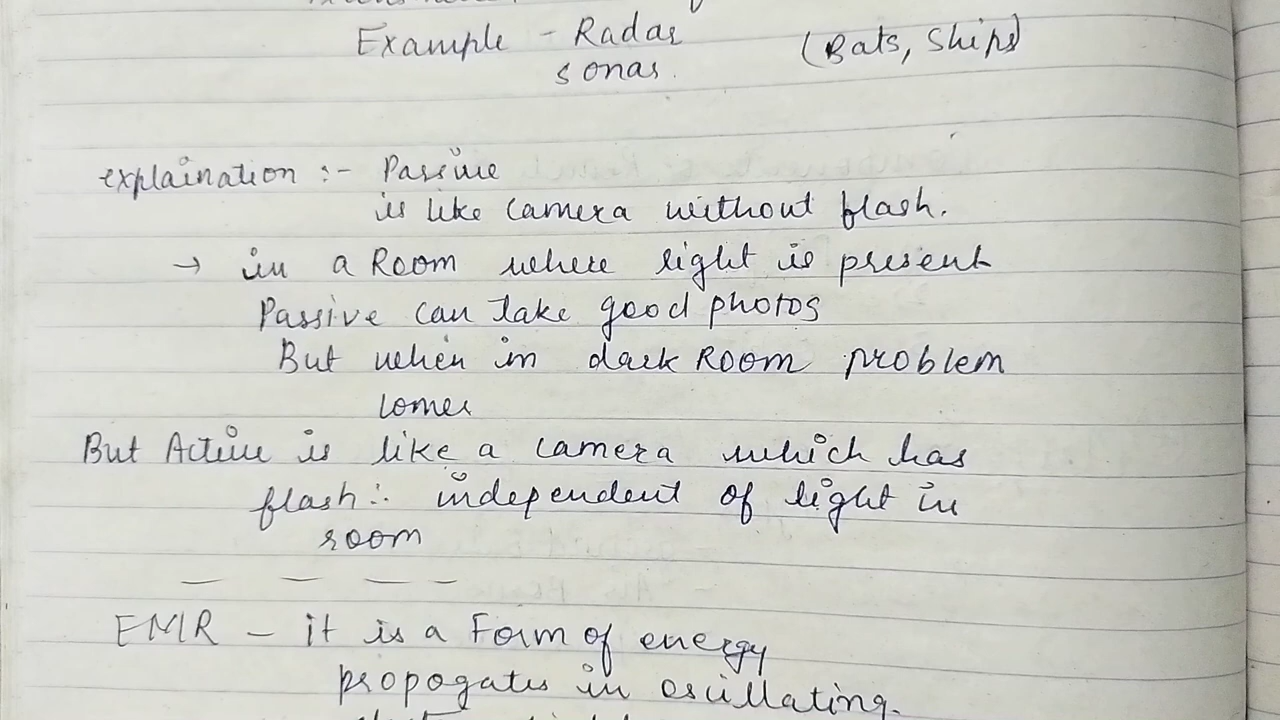 Example - Radar (Bats, Ships)
sonar.
explaination :- Passive
is like camera without flash.
→ in a Room where light is present
Passive can take good photos
But when in dark Room problem
comes
But Active is like a camera which has
flash ∴ independent of light in
room
EMR - it is a Form of energy
propogates in oscillating